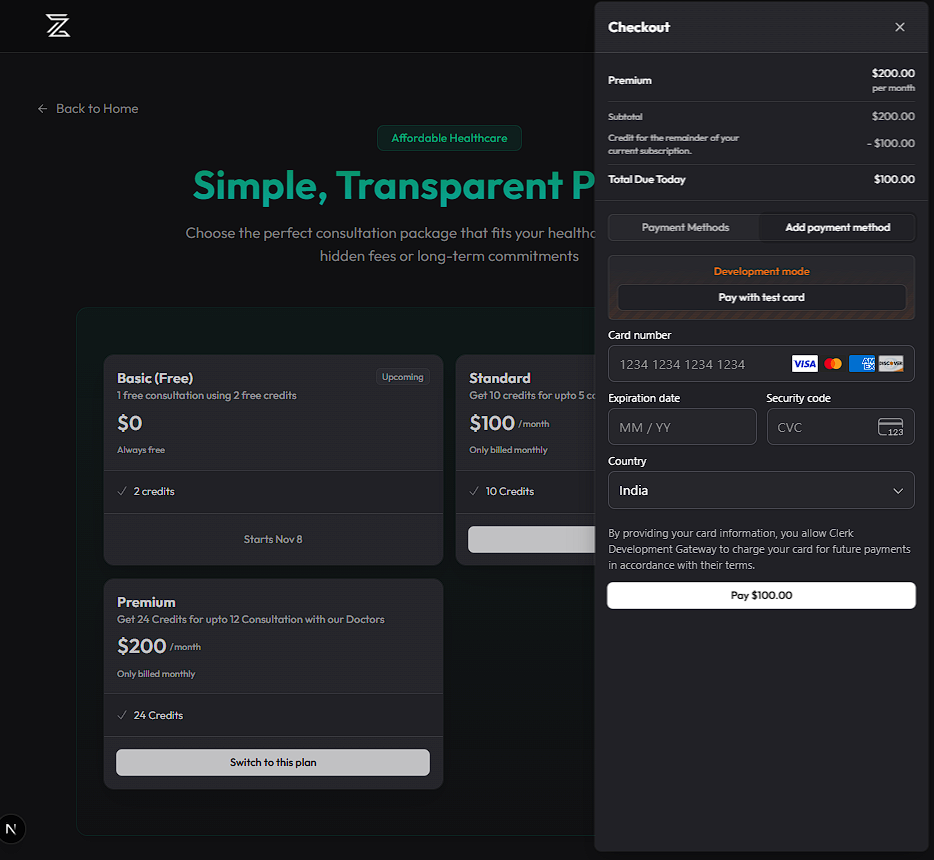 ← Back to Home
Affordable Healthcare
Simple, Transparent P
Choose the perfect consultation package that fits your healthc
hidden fees or long-term commitments
Basic (Free)
Upcoming
1 free consultation using 2 free credits
$0
Always free
✓ 2 credits
Starts Nov 8
Standard
Get 10 credits for upto 5 co
$100 /month
Only billed monthly
✓ 10 Credits
Premium
Get 24 Credits for upto 12 Consultation with our Doctors
$200 /month
Only billed monthly
✓ 24 Credits
Switch to this plan
N
Checkout
Premium
$200.00
per month
Subtotal
$200.00
Credit for the remainder of your
current subscription.
- $100.00
Total Due Today
$100.00
Payment Methods
Add payment method
Development mode
Pay with test card
Card number
1234 1234 1234 1234
VISA
AM
EX
DISCOVER
Expiration date
MM / YY
Security code
CVC
123
Country
India
By providing your card information, you allow Clerk
Development Gateway to charge your card for future payments
in accordance with their terms.
Pay $100.00